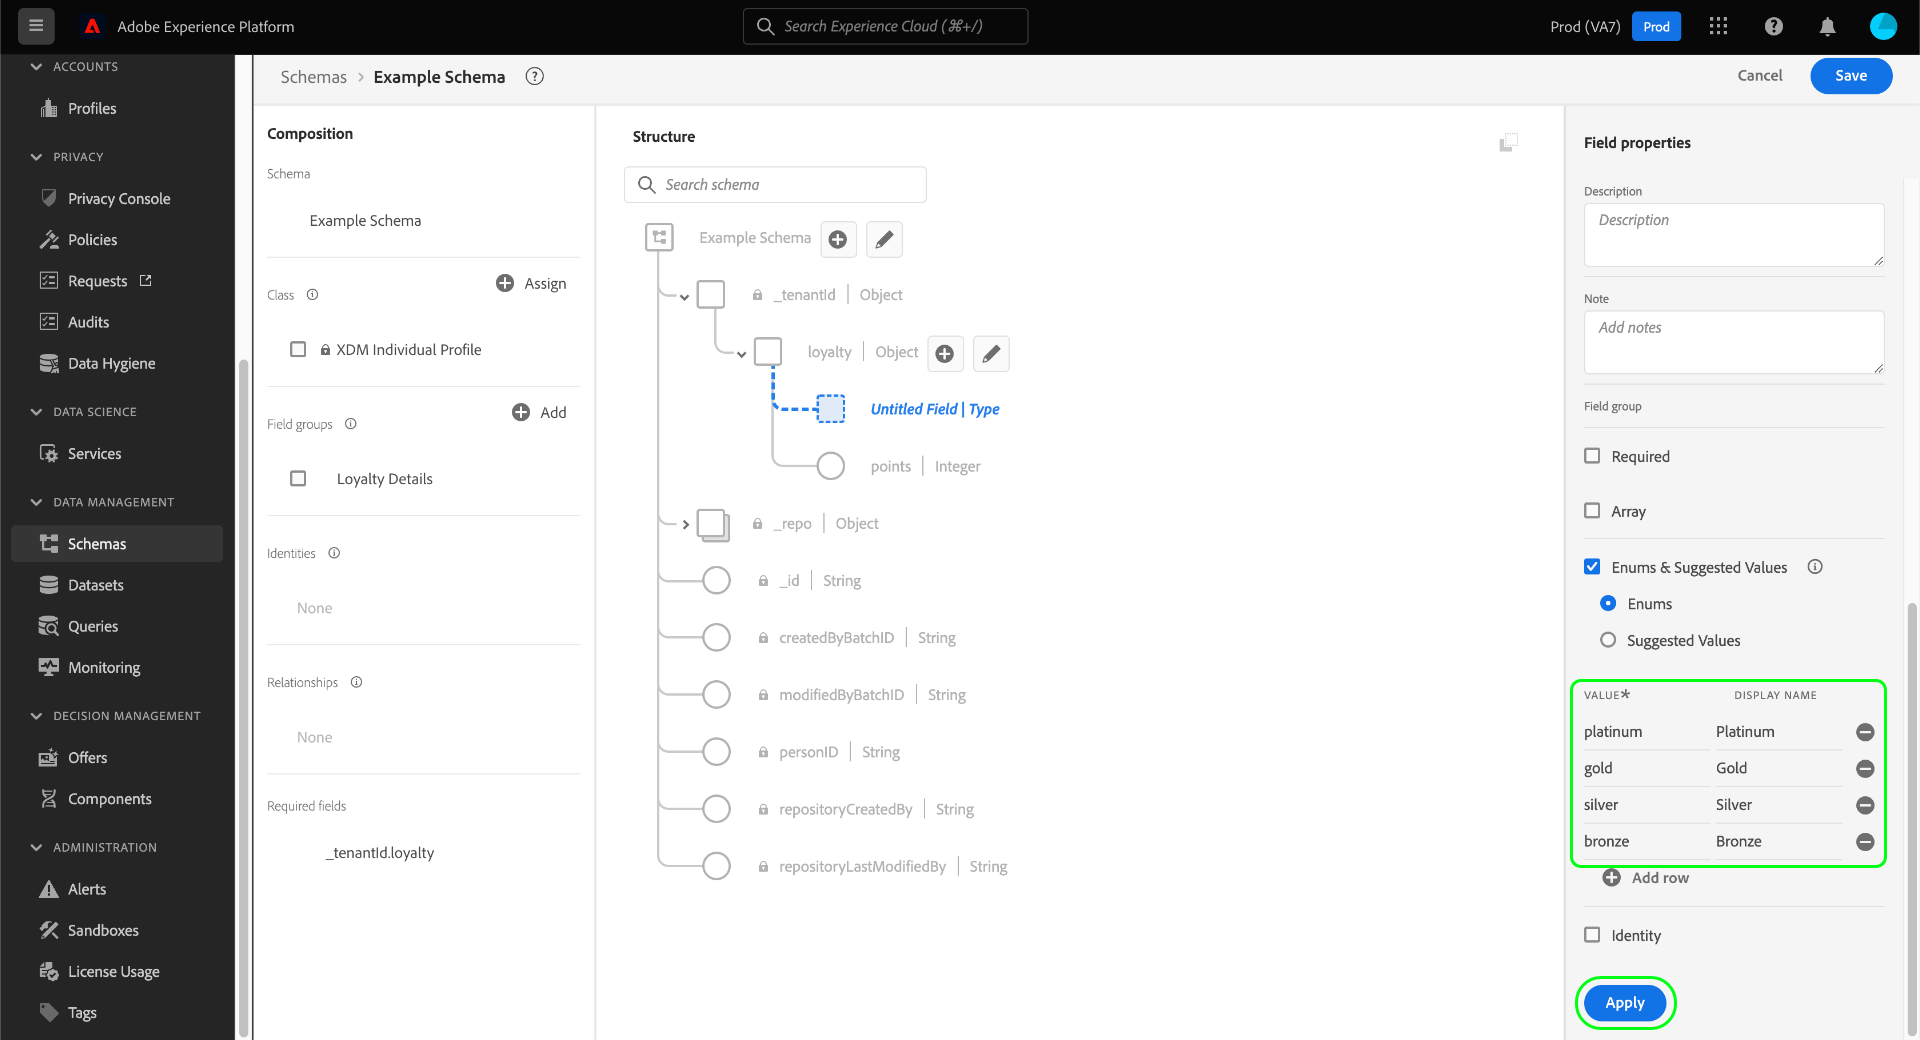 Adobe Experience Platform
Search Experience Cloud (⌘+/)
Prod (VA7)
Prod
ACCOUNTS
Profiles
PRIVACY
Privacy Console
Policies
Requests
Audits
Data Hygiene
DATA SCIENCE
Services
DATA MANAGEMENT
Schemas
Datasets
Queries
Monitoring
DECISION MANAGEMENT
Offers
Components
ADMINISTRATION
Alerts
Sandboxes
License Usage
Tags
Schemas > Example Schema
Cancel
Save
Composition
Schema
Example Schema
Class
Assign
XDM Individual Profile
Field groups
Add
Loyalty Details
Identities
None
Relationships
None
Required fields
_tenantId.loyalty
Structure
Search schema
Example Schema
_tenantId | Object
loyalty | Object
Untitled Field | Type
points | Integer
_repo | Object
_id | String
createdByBatchID | String
modifiedByBatchID | String
personID | String
repositoryCreatedBy | String
repositoryLastModifiedBy | String
Field properties
Description
Description
Note
Add notes
Field group
Required
Array
Enums & Suggested Values
Enums
Suggested Values
VALUE* DISPLAY NAME
platinum Platinum
gold Gold
silver Silver
bronze Bronze
Add row
Identity
Apply